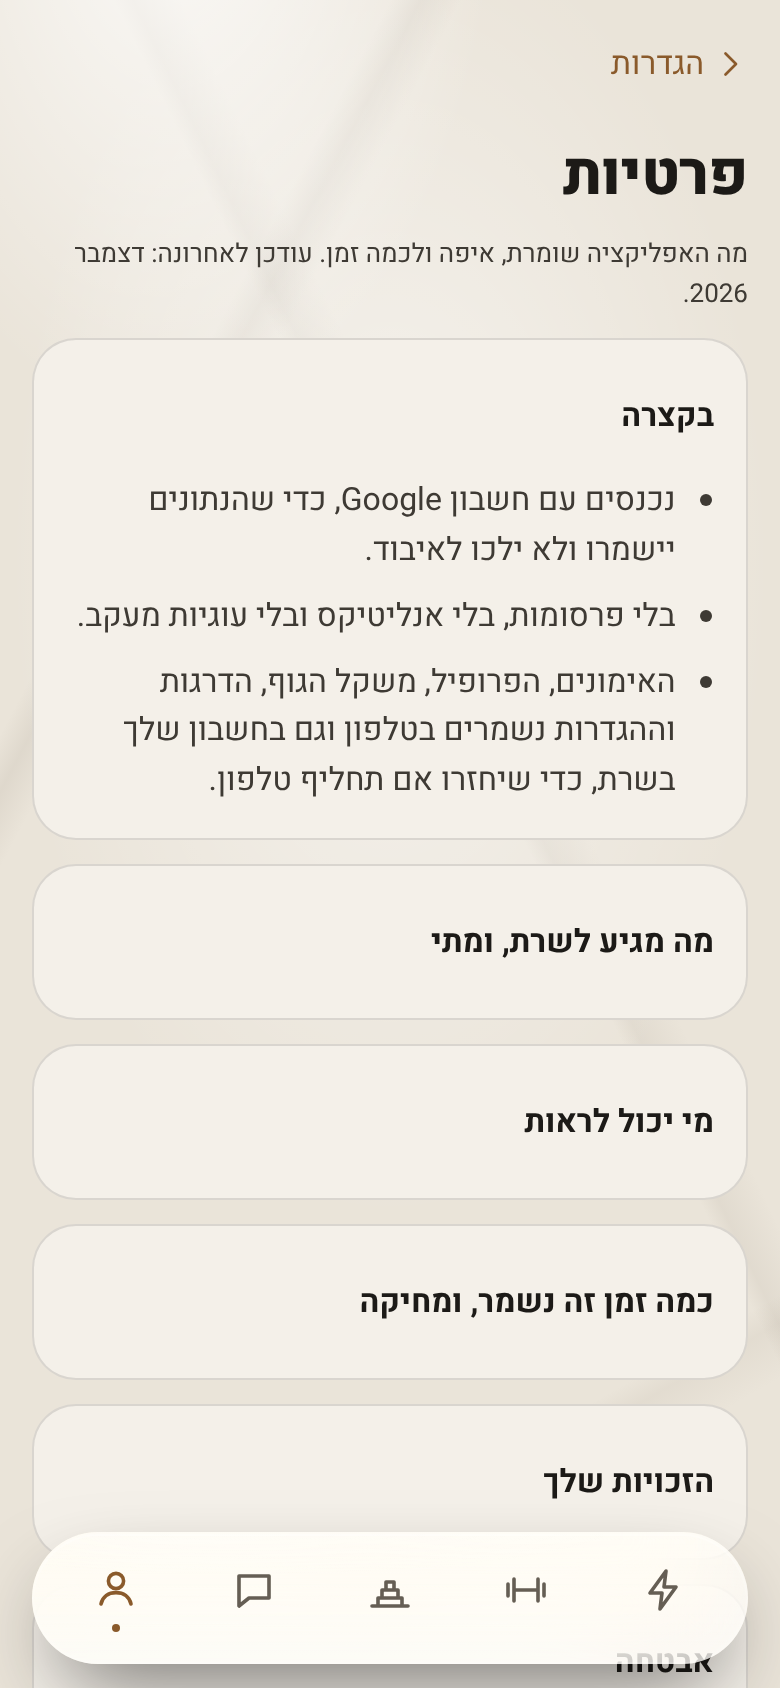 הגדרות
פרטיות
מה האפליקציה שומרת, איפה ולכמה זמן. עודכן לאחרונה: דצמבר
2026.
בקצרה
• נכנסים עם חשבון Google, כדי שהנתונים
יישמרו ולא ילכו לאיבוד.
• בלי פרסומות, בלי אנליטיקס ובלי עוגיות מעקב.
• האימונים, הפרופיל, משקל הגוף, הדרגות
וההגדרות נשמרים בטלפון וגם בחשבון שלך
בשרת, כדי שיחזרו אם תחליף טלפון.
מה מגיע לשרת, ומתי
מי יכול לראות
כמה זמן זה נשמר, ומחיקה
הזכויות שלך
אבטחה